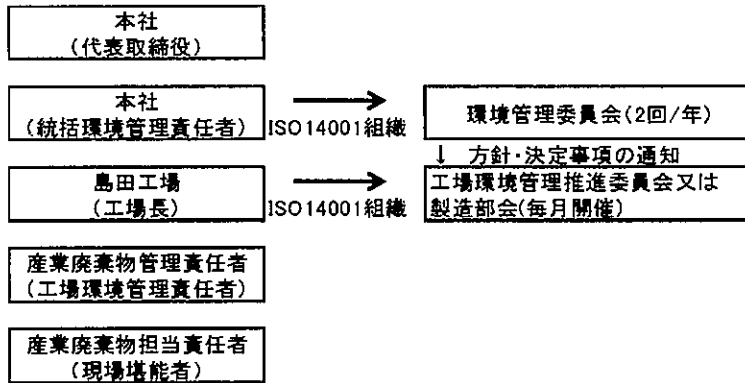 本社
(代表取締役)
本社
(統括環境管理責任者)
ISO14001組織
環境管理委員会(2回/年)
↓ 方針・決定事項の通知
島田工場
(工場長)
ISO14001組織
工場環境管理推進委員会又は
製造部会(毎月開催)
産業廃棄物管理責任者
(工場環境管理責任者)
産業廃棄物担当責任者
(現場堪能者)